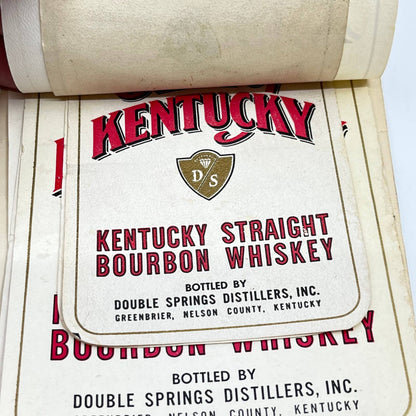 KENTUCKY
D S
KENTUCKY STRAIGHT
BOURBON WHISKEY
BOTTLED BY
DOUBLE SPRINGS DISTILLERS, INC.
GREENBRIER, NELSON COUNTY, KENTUCKY
BOURBON WHISKEY
BOTTLED BY
DOUBLE SPRINGS DISTILLERS, INC.
GREENBRIER, NELSON COUNTY, KENTUCKY